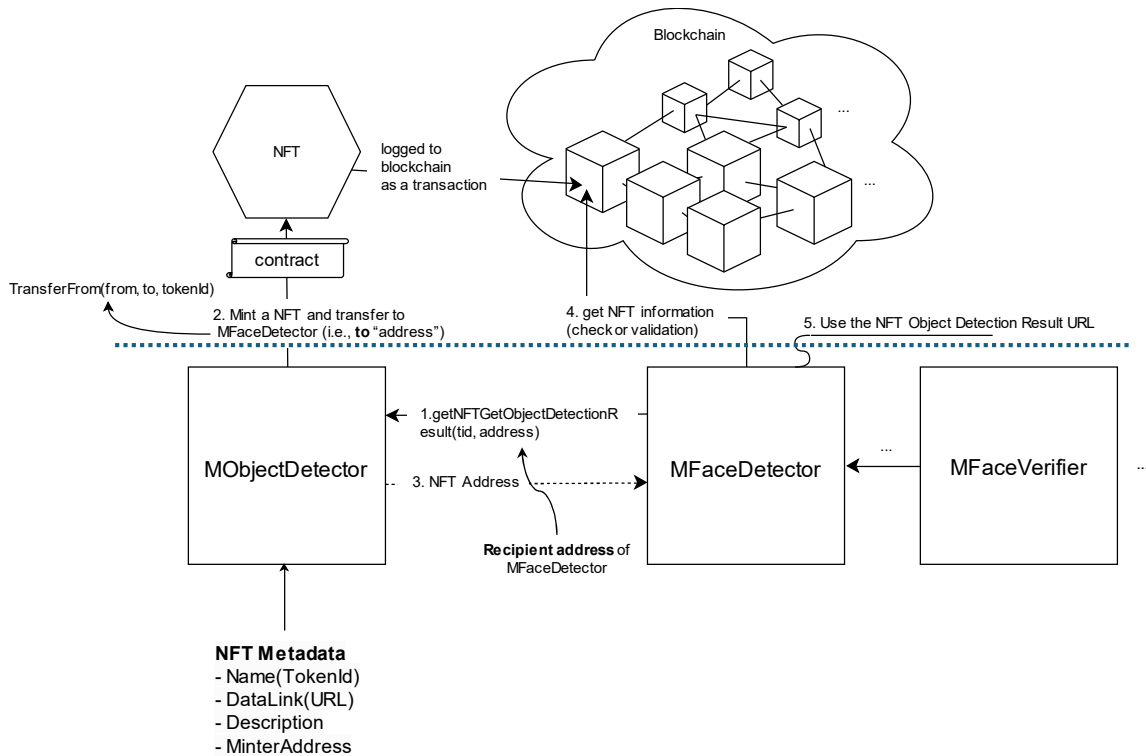 Blockchain
...
NFT
logged to
blockchain
as a transaction
...
contract
TransferFrom(from, to, tokenId)
2. Mint a NFT and transfer to
MFaceDetector (i.e., to “address”)
4. get NFT information
(check or validation)
5. Use the NFT Object Detection Result URL
1.getNFTGetObjectDetectionR
esult(tid, address)
MObjectDetector
MFaceDetector
...
MFaceVerifier
...
3. NFT Address
Recipient address of
MFaceDetector
NFT Metadata
- Name(TokenId)
- DataLink(URL)
- Description
- MinterAddress